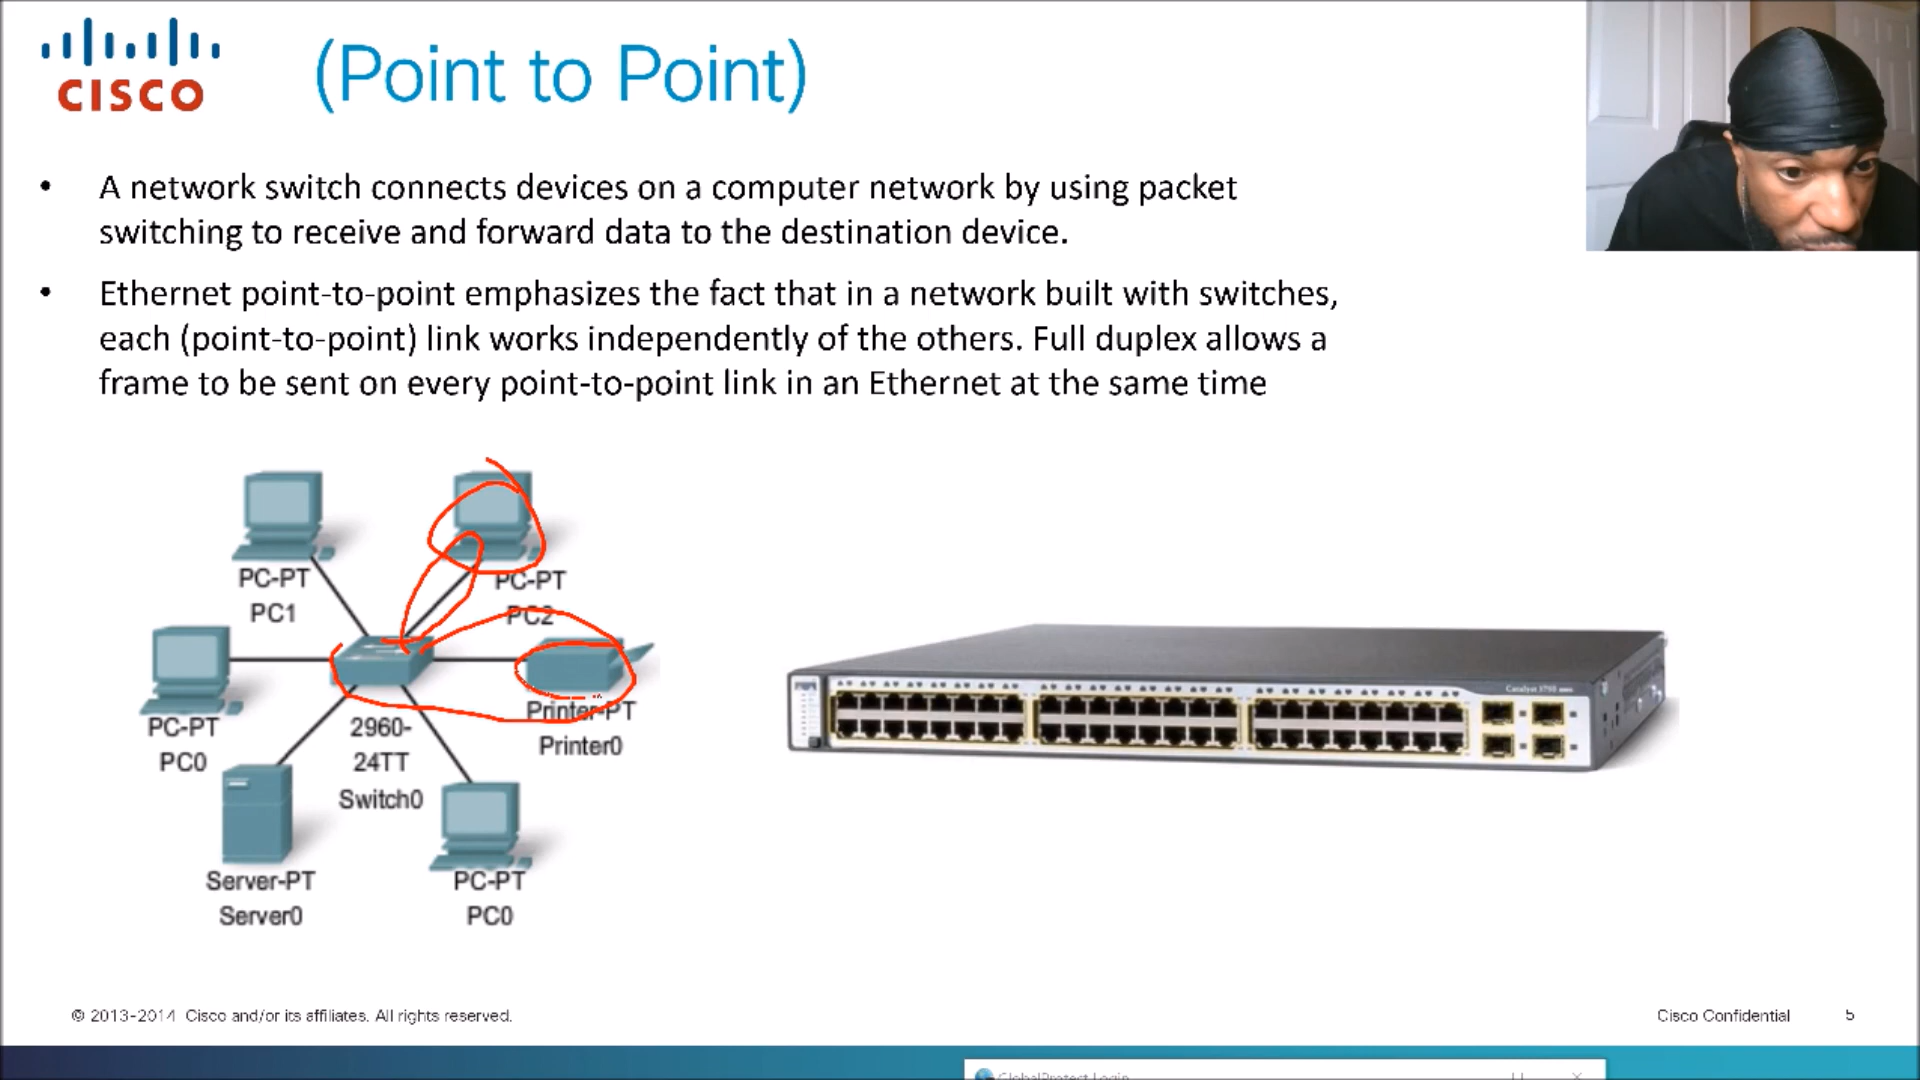 CISCO
(Point to Point)
• A network switch connects devices on a computer network by using packet
switching to receive and forward data to the destination device.
• Ethernet point-to-point emphasizes the fact that in a network built with switches,
each (point-to-point) link works independently of the others. Full duplex allows a
frame to be sent on every point-to-point link in an Ethernet at the same time
PC-PT
PC1
PC-PT
PC2
PC-PT
PC0
2960-
24TT
Switch0
Printer-PT
Printer0
Server-PT
Server0
PC-PT
PC0
© 2013-2014 Cisco and/or its affiliates. All rights reserved.
Cisco Confidential
5
GlobalProtect Login